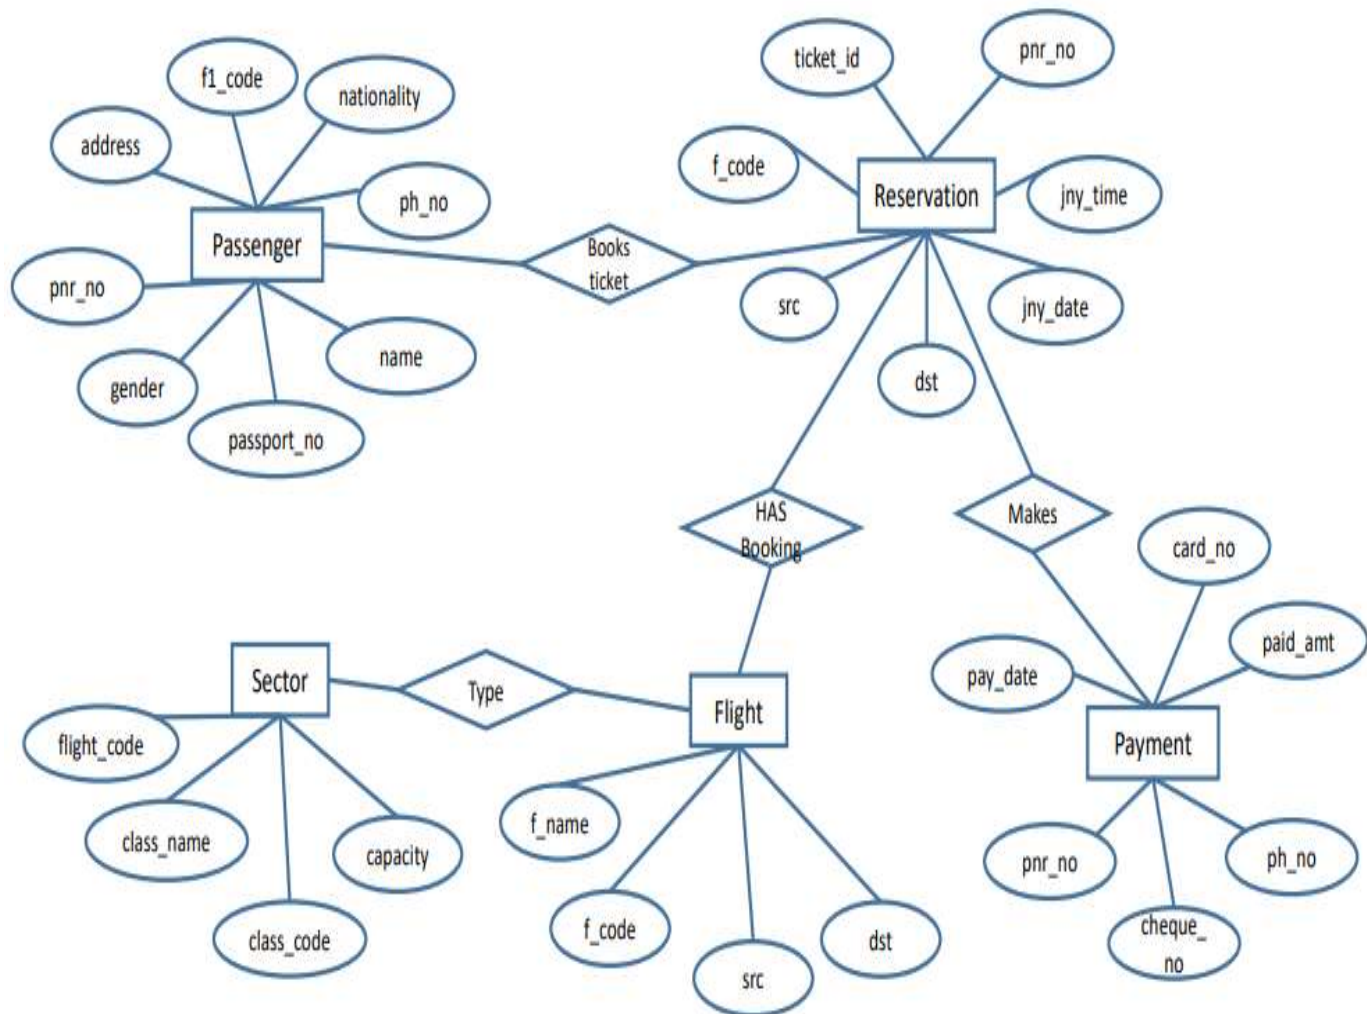 ticket_id
pnr_no
f1_code
nationality
address
f_code
Reservation
jny_time
ph_no
Passenger
Books
ticket
pnr_no
src
jny_date
name
gender
dst
passport_no
HAS
Booking
Makes
card_no
paid_amt
pay_date
Sector
Type
Flight
Payment
flight_code
f_name
class_name
capacity
pnr_no
ph_no
class_code
f_code
dst
cheque_
no
src